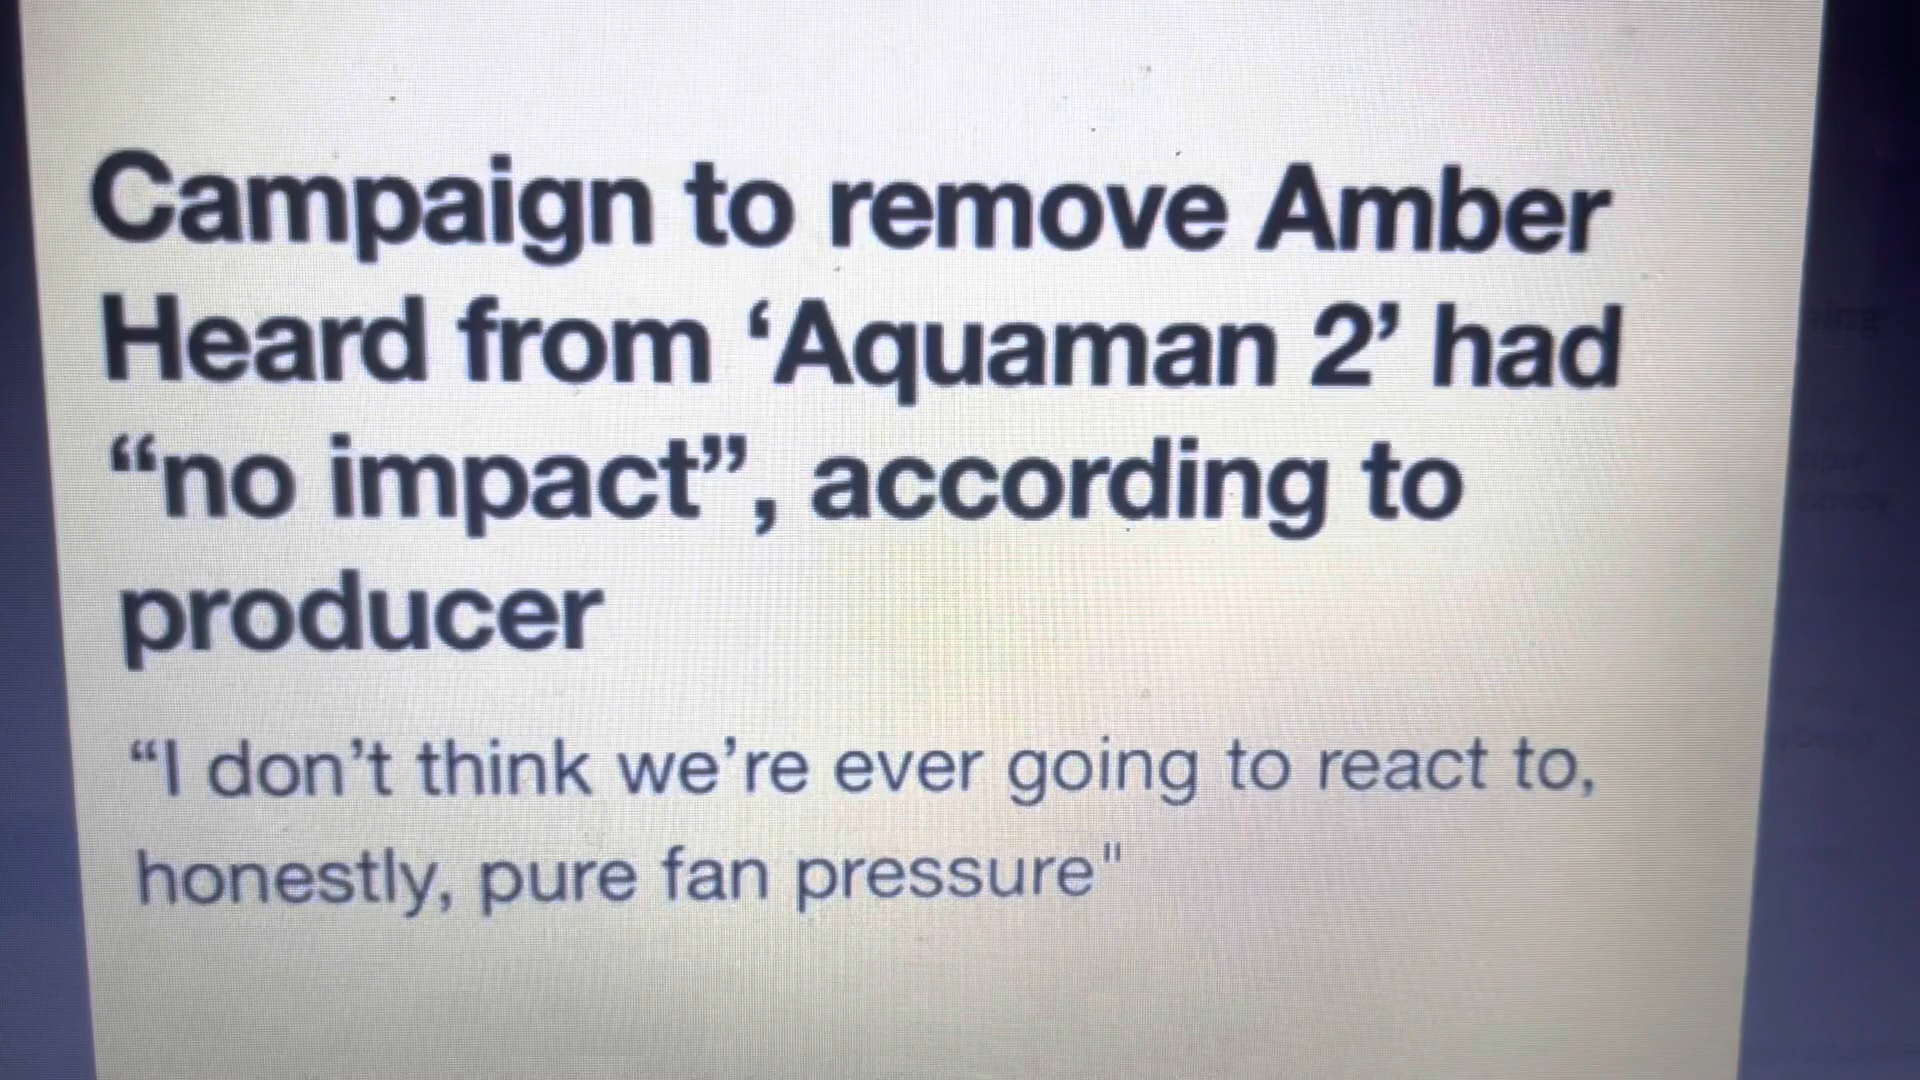 Campaign to remove Amber
Heard from ‘Aquaman 2’ had
“no impact”, according to
producer
“I don’t think we’re ever going to react to,
honestly, pure fan pressure"